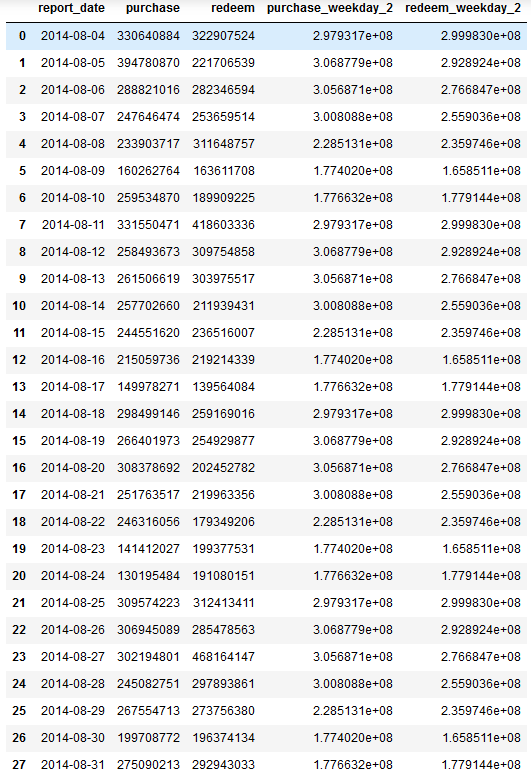 report_date purchase redeem purchase_weekday_2 redeem_weekday_2
0 2014-08-04 330640884 322907524 2.979317e+08 2.999830e+08
1 2014-08-05 394780870 221706539 3.068779e+08 2.928924e+08
2 2014-08-06 288821016 282346594 3.056871e+08 2.766847e+08
3 2014-08-07 247646474 253659514 3.008088e+08 2.559036e+08
4 2014-08-08 233903717 311648757 2.285131e+08 2.359746e+08
5 2014-08-09 160262764 163611708 1.774020e+08 1.658511e+08
6 2014-08-10 259534870 189909225 1.776632e+08 1.779144e+08
7 2014-08-11 331550471 418603336 2.979317e+08 2.999830e+08
8 2014-08-12 258493673 309754858 3.068779e+08 2.928924e+08
9 2014-08-13 261506619 303975517 3.056871e+08 2.766847e+08
10 2014-08-14 257702660 211939431 3.008088e+08 2.559036e+08
11 2014-08-15 244551620 236516007 2.285131e+08 2.359746e+08
12 2014-08-16 215059736 219214339 1.774020e+08 1.658511e+08
13 2014-08-17 149978271 139564084 1.776632e+08 1.779144e+08
14 2014-08-18 298499146 259169016 2.979317e+08 2.999830e+08
15 2014-08-19 266401973 254929877 3.068779e+08 2.928924e+08
16 2014-08-20 308378692 202452782 3.056871e+08 2.766847e+08
17 2014-08-21 251763517 219963356 3.008088e+08 2.559036e+08
18 2014-08-22 246316056 179349206 2.285131e+08 2.359746e+08
19 2014-08-23 141412027 199377531 1.774020e+08 1.658511e+08
20 2014-08-24 130195484 191080151 1.776632e+08 1.779144e+08
21 2014-08-25 309574223 312413411 2.979317e+08 2.999830e+08
22 2014-08-26 306945089 285478563 3.068779e+08 2.928924e+08
23 2014-08-27 302194801 468164147 3.056871e+08 2.766847e+08
24 2014-08-28 245082751 297893861 3.008088e+08 2.559036e+08
25 2014-08-29 267554713 273756380 2.285131e+08 2.359746e+08
26 2014-08-30 199708772 196374134 1.774020e+08 1.658511e+08
27 2014-08-31 275090213 292943033 1.776632e+08 1.779144e+08